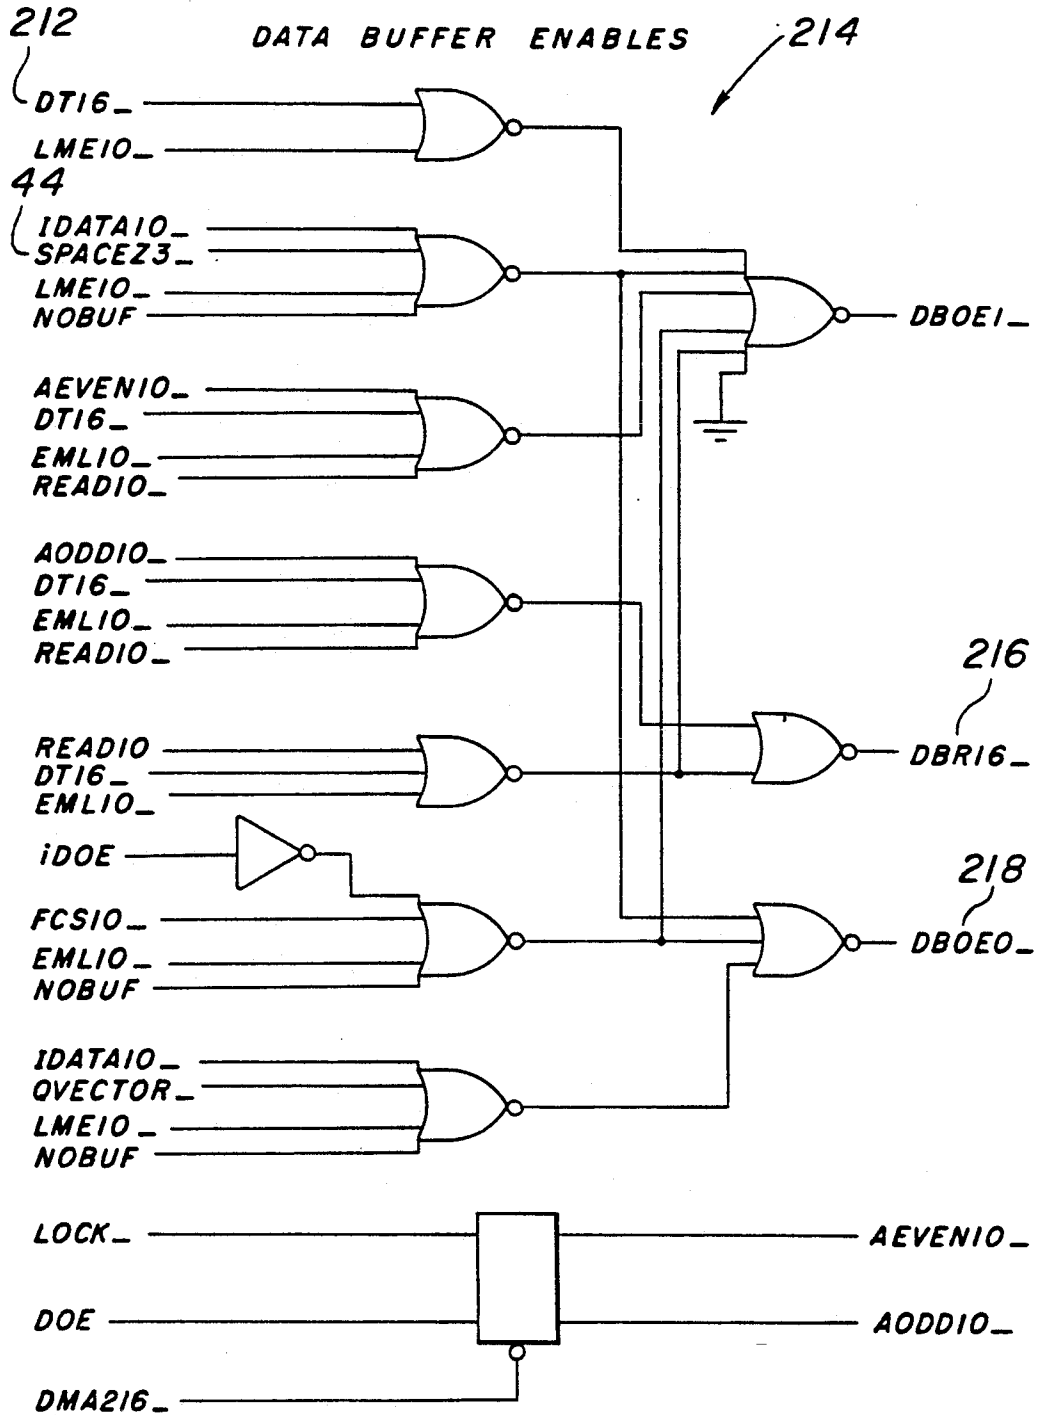 212
DATA BUFFER ENABLES
214
DT16_
LME10_
44
IDATA10_
SPACEZ3_
LME10_
NOBUF
DBOE1_
AEVEN10_
DT16_
EML10_
READ10_
AODD10_
DT16_
EML10_
READ10_
216
READ10
DT16_
EML10_
DBR16_
iDOE
218
FCS10_
EML10_
NOBUF
DBOE0_
IDATA10_
QVECTOR_
LME10_
NOBUF
LOCK_
AEVEN10_
DOE
AODD10_
DMA216_